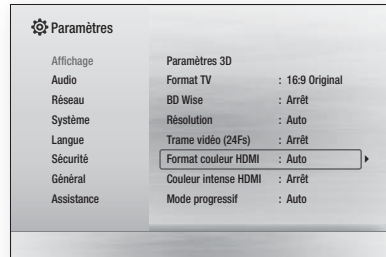 Paramètres
Affichage
Audio
Réseau
Système
Langue
Sécurité
Général
Assistance
Paramètres 3D
Format TV : 16:9 Original
BD Wise : Arrêt
Résolution : Auto
Trame vidéo (24Fs) : Arrêt
Format couleur HDMI : Auto
Couleur intense HDMI : Arrêt
Mode progressif : Auto